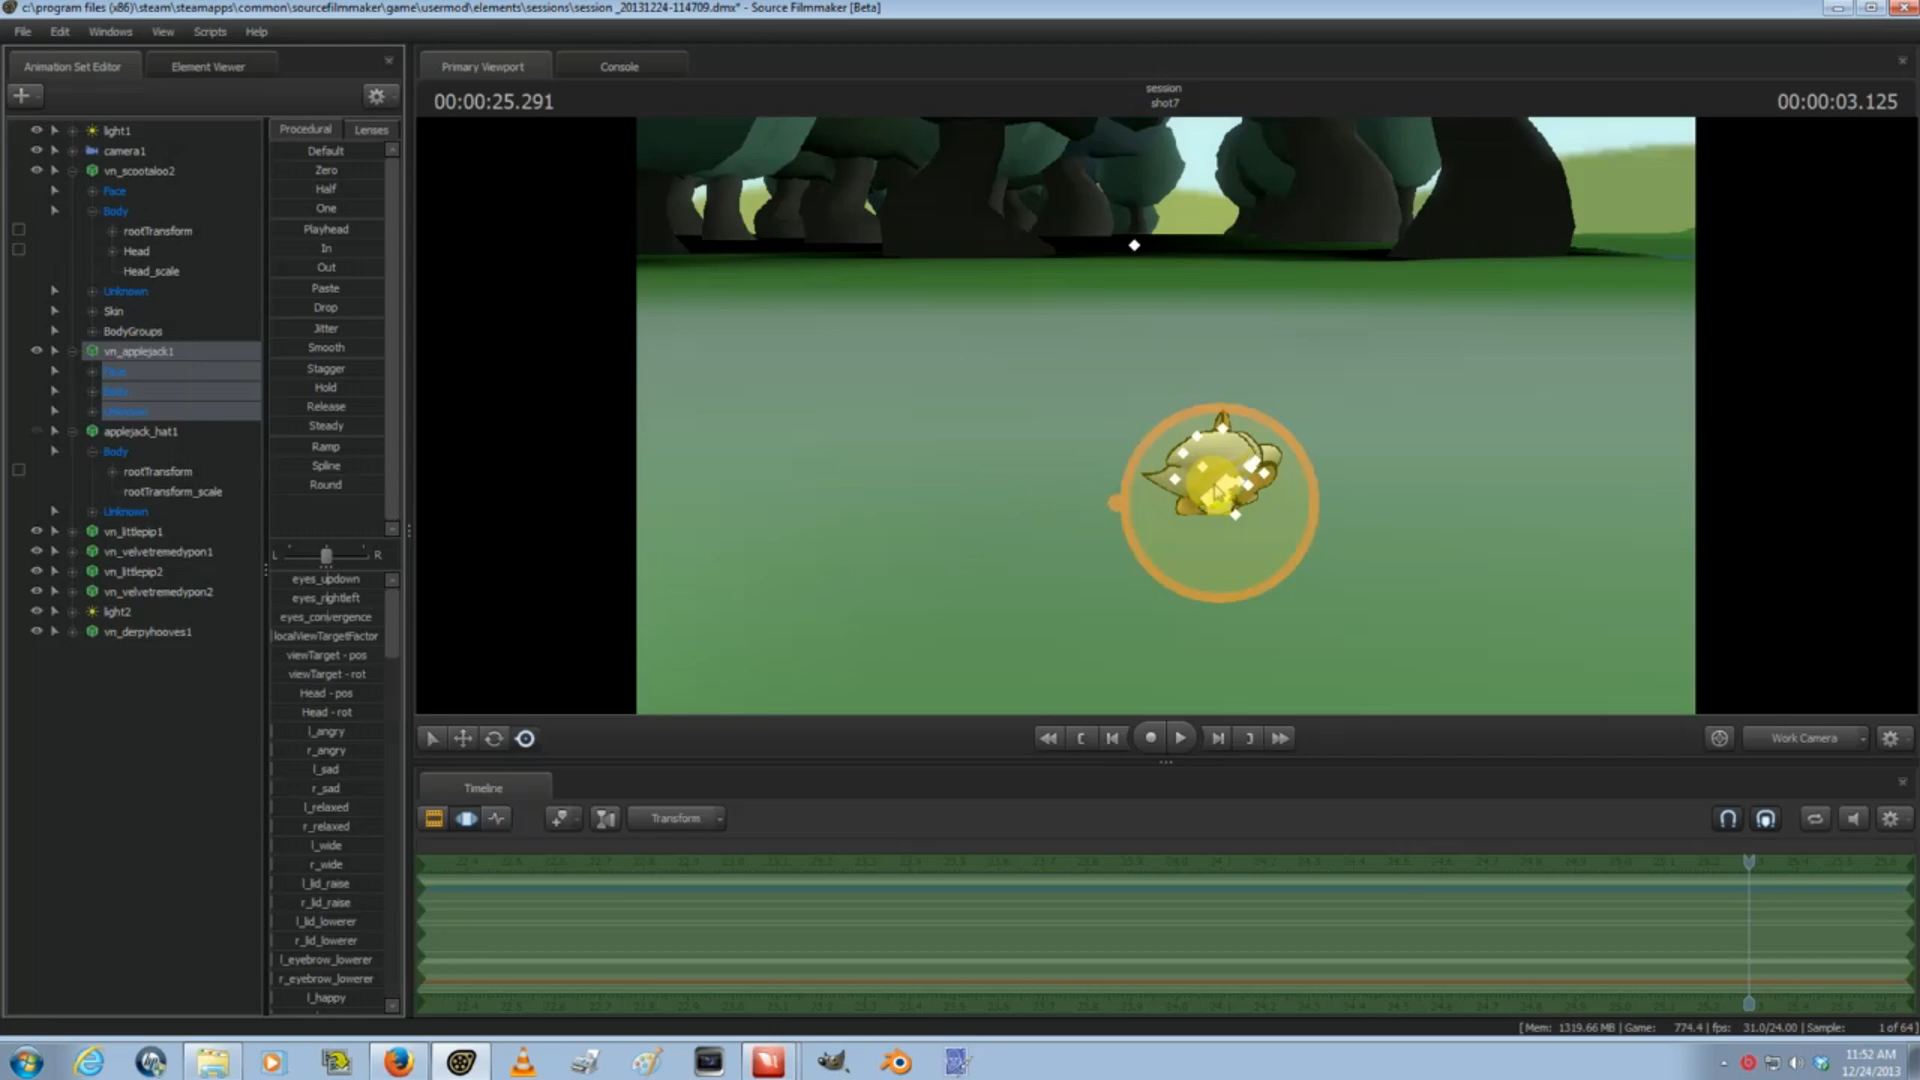 c:\program files (x86)\steam\steamapps\common\sourcefilmmaker\game\usermod\elements\sessions\session _20131224-114709.dmx* - Source Filmmaker [Beta]
File Edit Windows View Scripts Help
Animation Set Editor
Element Viewer
light1
camera1
vn_scootaloo2
Face
Body
rootTransform
Head
Head_scale
Unknown
Skin
BodyGroups
vn_applejack1
Face
Body
Unknown
applejack_hat1
Body
rootTransform
rootTransform_scale
Unknown
vn_littlepip1
vn_velvetremedypon1
vn_littlepip2
vn_velvetremedypon2
light2
vn_derpyhooves1
Procedural
Lenses
Default
Zero
Half
One
Playhead
In
Out
Paste
Drop
Jitter
Smooth
Stagger
Hold
Release
Steady
Ramp
Spline
Round
L R
eyes_updown
eyes_rightleft
eyes_convergence
localViewTargetFactor
viewTarget - pos
viewTarget - rot
Head - pos
Head - rot
l_angry
r_angry
l_sad
r_sad
l_relaxed
r_relaxed
l_wide
r_wide
l_lid_raise
r_lid_raise
l_lid_lowerer
r_lid_lowerer
l_eyebrow_lowerer
r_eyebrow_lowerer
l_happy
Primary Viewport
Console
00:00:25.291
session
shot7
00:00:03.125
Work Camera
Timeline
Transform
[ Mem: 1319.66 MB | Game: 774.4 | fps: 31.0/24.00 | Sample: 1 of 64 ]
11:52 AM
12/24/2013